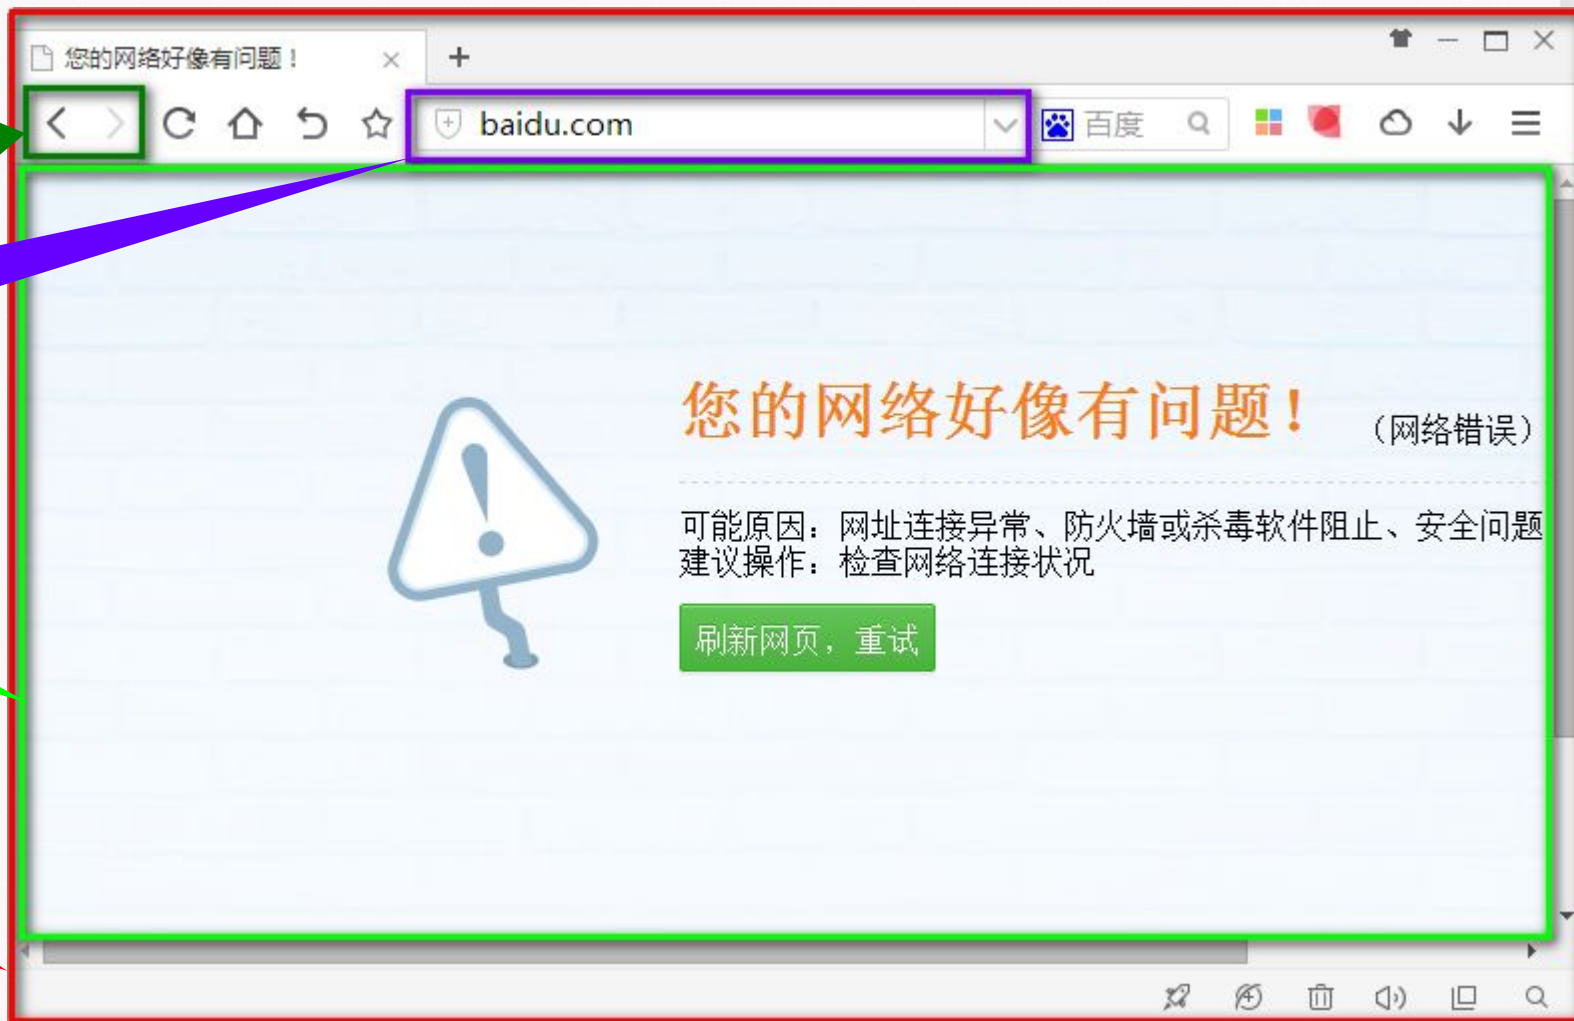 您的网络好像有问题！
baidu.com
百度
您的网络好像有问题！
（网络错误）
可能原因：网址连接异常、防火墙或杀毒软件阻止、安全问题
建议操作：检查网络连接状况
刷新网页，重试